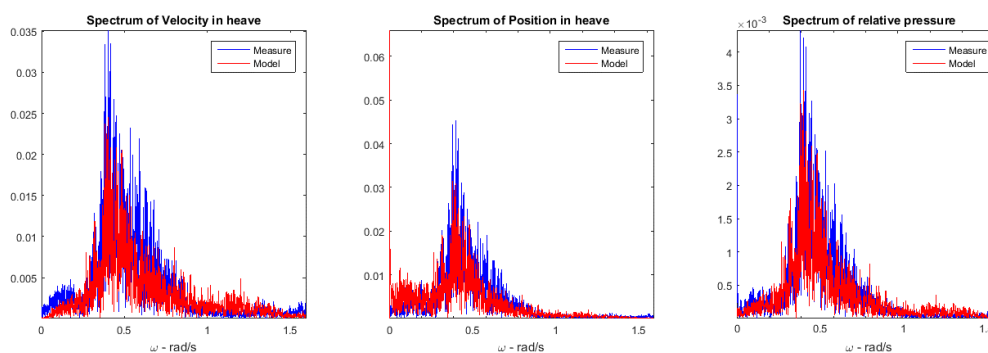 Spectrum of Velocity in heave
0.035
0.03
0.025
0.02
0.015
0.01
0.005
0
0.5
1
1.5
ω - rad/s
Measure
Model
Spectrum of Position in heave
0.06
0.05
0.04
0.03
0.02
0.01
0
0.5
1
1.5
ω - rad/s
Measure
Model
×10-3
Spectrum of relative pressure
4
3.5
3
2.5
2
1.5
1
0.5
0
0.5
1
ω - rad/s
Measure
Model